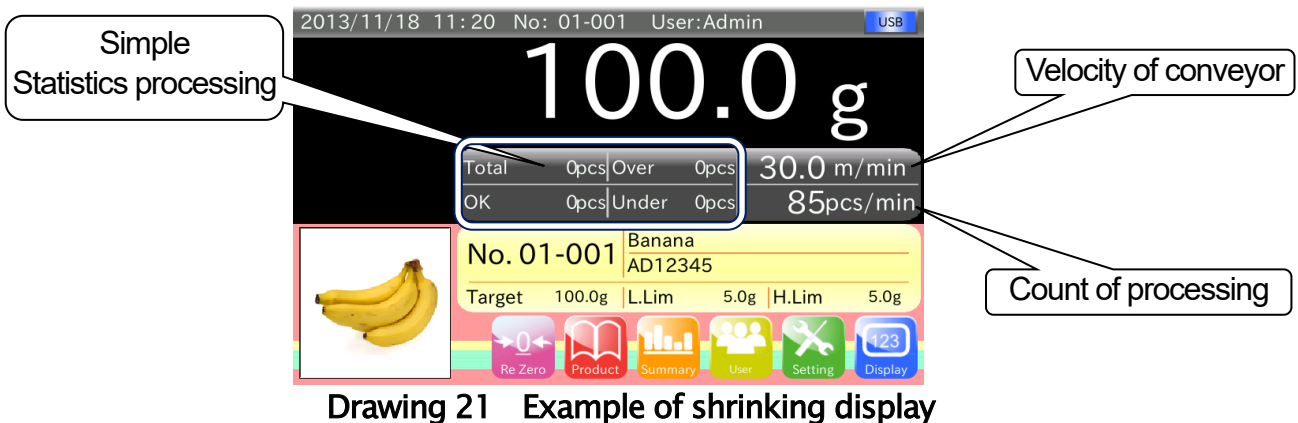 Simple
Statistics processing
2013/11/18 11:20 No: 01-001 User:Admin USB
100.0 g
Velocity of conveyor
Total 0pcs Over 0pcs 30.0 m/min
OK 0pcs Under 0pcs 85pcs/min
No. 01-001 Banana
AD12345
Target 100.0g L.Lim 5.0g H.Lim 5.0g
Count of processing
→0← 123
Re Zero Product Summary User Setting Display
Drawing 21 Example of shrinking display